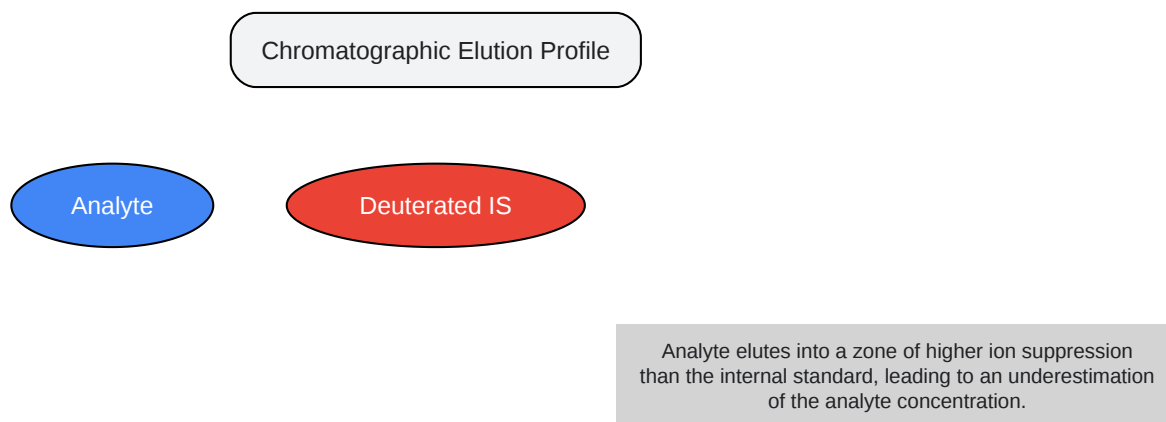 Chromatographic Elution Profile
Analyte
Deuterated IS
Analyte elutes into a zone of higher ion suppression
than the internal standard, leading to an underestimation
of the analyte concentration.